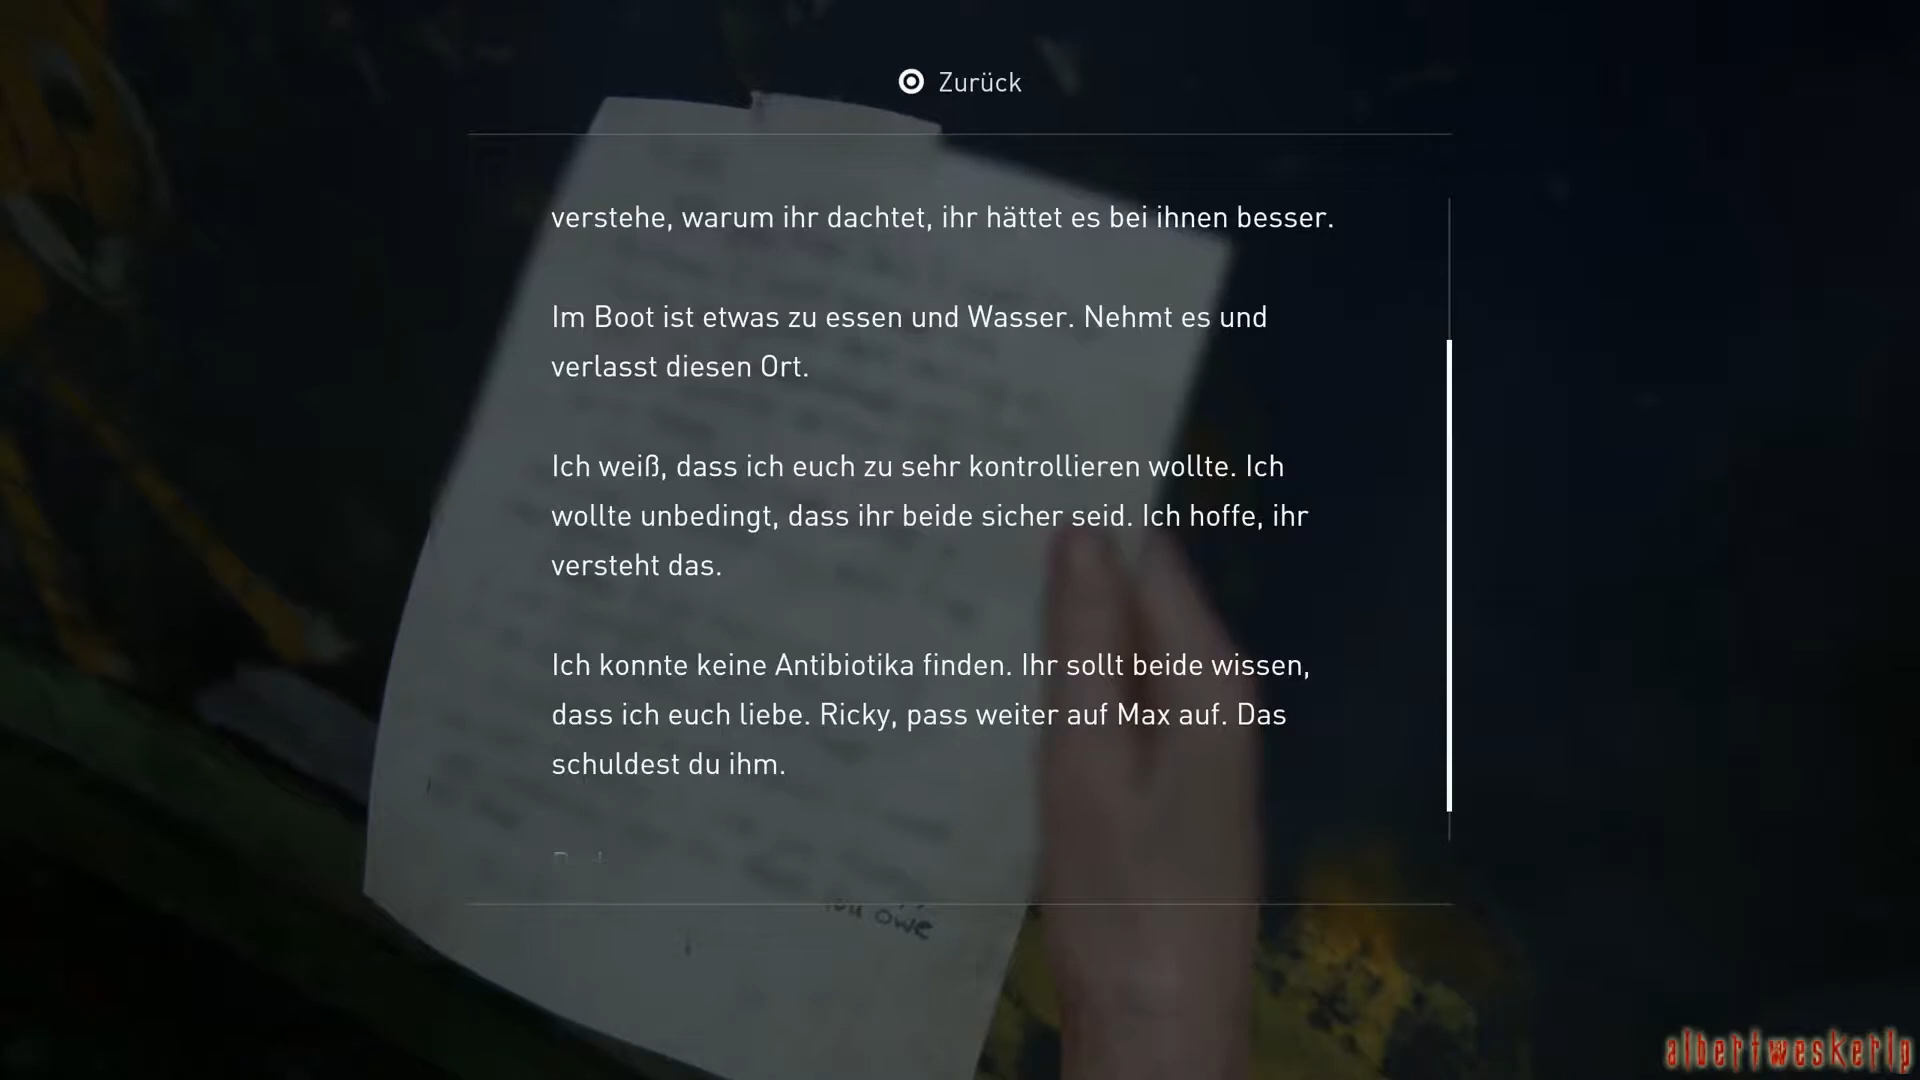 Zurück
verstehe, warum ihr dachtet, ihr hättet es bei ihnen besser.
Im Boot ist etwas zu essen und Wasser. Nehmt es und
verlasst diesen Ort.
Ich weiß, dass ich euch zu sehr kontrollieren wollte. Ich
wollte unbedingt, dass ihr beide sicher seid. Ich hoffe, ihr
versteht das.
Ich konnte keine Antibiotika finden. Ihr sollt beide wissen,
dass ich euch liebe. Ricky, pass weiter auf Max auf. Das
schuldest du ihm.
you owe
albertweskerlp